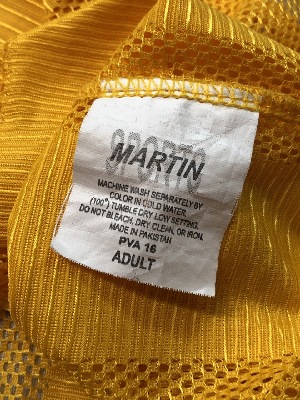 SPORTS
MARTIN
MACHINE WASH SEPARATELY BY
COLOR IN COLD WATER,
(100°) TUMBLE DRY LOW SETTING,
DO NOT BLEACH, DRY CLEAN, OR IRON.
MADE IN PAKISTAN
PVA 16
ADULT